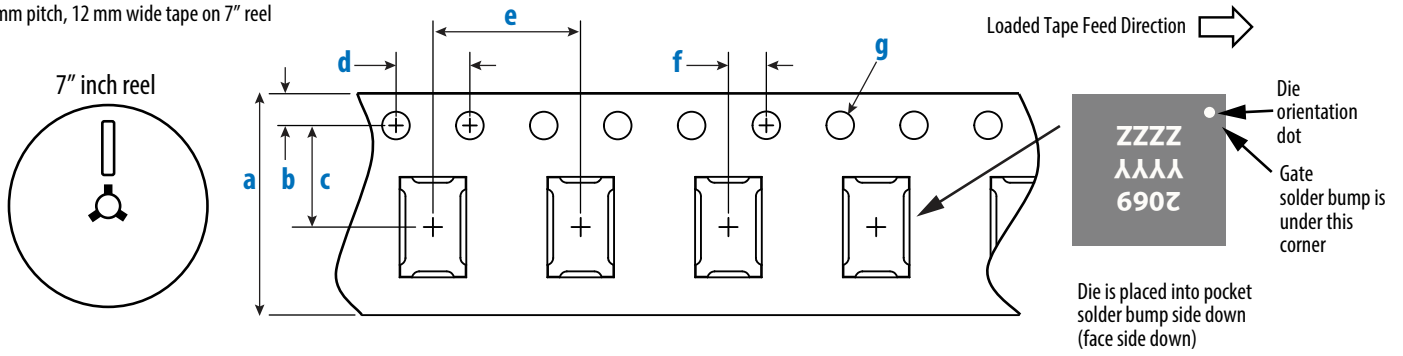 mm pitch, 12 mm wide tape on 7” reel
7” inch reel
a
b
c
d
e
f
g
Loaded Tape Feed Direction
Die
orientation
dot
Gate
solder bump is
under this
corner
2069
YYYY
ZZZZ
Die is placed into pocket
solder bump side down
(face side down)